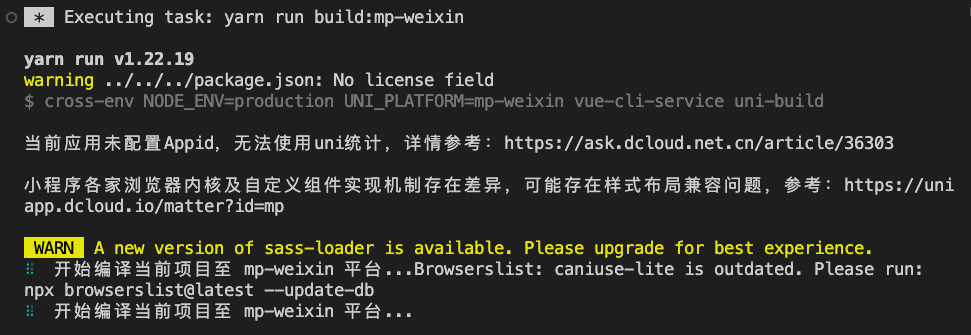 * Executing task: yarn run build:mp-weixin
yarn run v1.22.19
warning ../../../package.json: No license field
$ cross-env NODE_ENV=production UNI_PLATFORM=mp-weixin vue-cli-service uni-build
当前应用未配置Appid，无法使用uni统计，详情参考：https://ask.dcloud.net.cn/article/36303
小程序各家浏览器内核及自定义组件实现机制存在差异，可能存在样式布局兼容问题，参考：https://uni
app.dcloud.io/matter?id=mp
WARN A new version of sass-loader is available. Please upgrade for best experience.
⠿ 开始编译当前项目至 mp-weixin 平台...Browserslist: caniuse-lite is outdated. Please run:
npx browserslist@latest --update-db
⠿ 开始编译当前项目至 mp-weixin 平台...